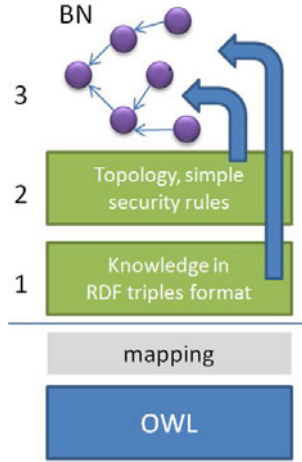 BN
3
2
Topology, simple
security rules
1
Knowledge in
RDF triples format
mapping
OWL